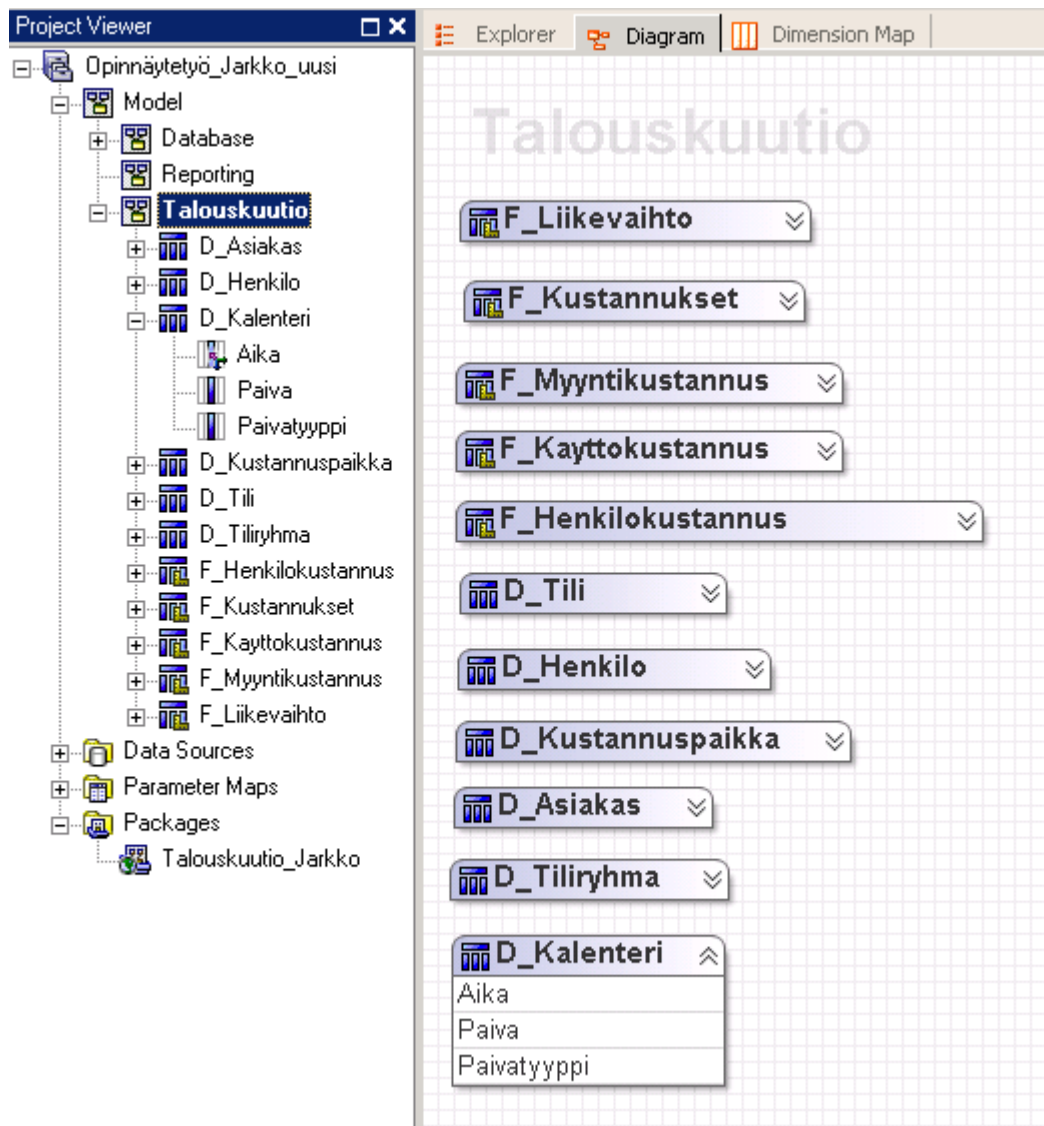 Project Viewer
Opinnäytetyö_Jarkko_uusi
Model
Database
Reporting
Talouskuutio
D_Asiakas
D_Henkilo
D_Kalenteri
Aika
Paiva
Paivatyyppi
D_Kustannuspaikka
D_Tili
D_Tiliryhma
F_Henkilokustannus
F_Kustannukset
F_Kayttokustannus
F_Myyntikustannus
F_Liikevaihto
Data Sources
Parameter Maps
Packages
Talouskuutio_Jarkko
Explorer
Diagram
Dimension Map
Talouskuutio
F_Liikevaihto
F_Kustannukset
F_Myyntikustannus
F_Kayttokustannus
F_Henkilokustannus
D_Tili
D_Henkilo
D_Kustannuspaikka
D_Asiakas
D_Tiliryhma
D_Kalenteri
Aika
Paiva
Paivatyyppi